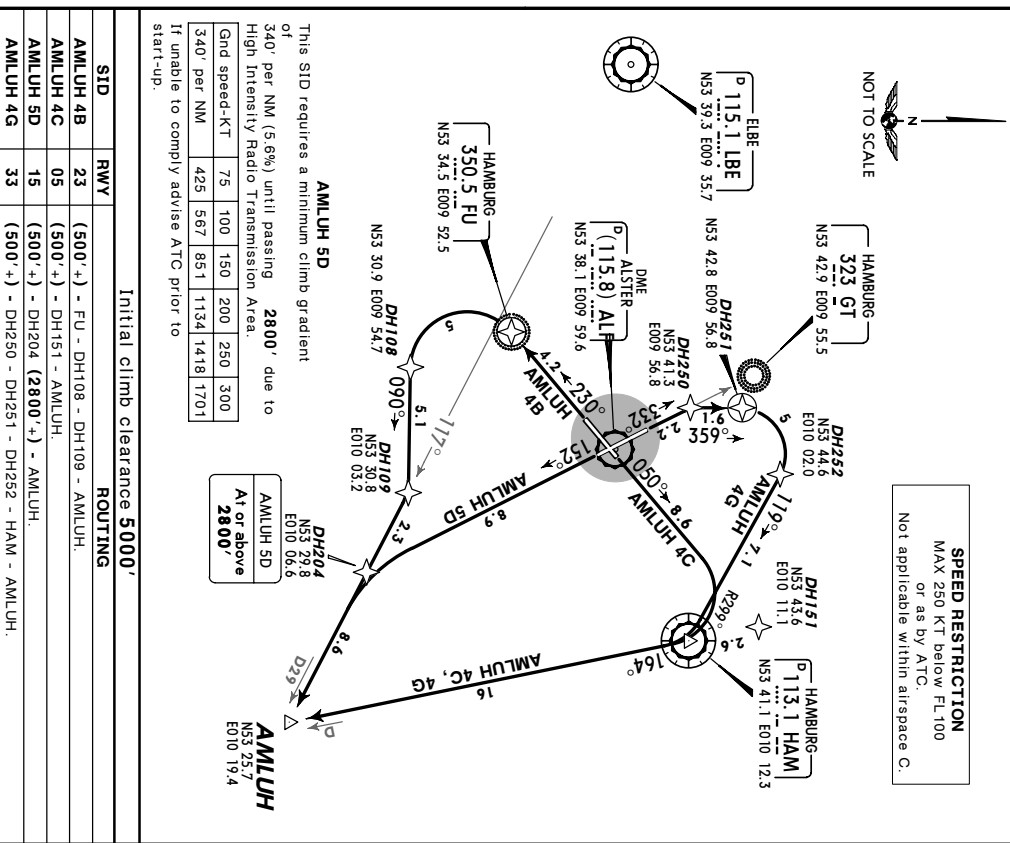 NOT TO SCALE
N
SPEED RESTRICTION
MAX 250 KT below FL100
or as by ATC.
Not applicable within airspace C.
ELBE
D 115.1 LBE
N53 39.3 E009 35.7
HAMBURG
323 GT
N53 42.9 E009 55.5
DH251
N53 42.8 E009 56.8
DH252
N53 44.6
E010 02.0
DH250
N53 41.3
E009 56.8
DME
ALSTER
D (115.8) ALF
N53 38.1 E009 59.6
DH151
N53 43.6
E010 11.1
HAMBURG
D 113.1 HAM
N53 41.1 E010 12.3
HAMBURG
350.5 FU
N53 34.5 E009 52.5
5
119°
7.1
AMLUH
4G
R299°
2.6
1.6
359°
332°
2.2
050°
8.6
AMLUH 4C
230°
4.2
AMLUH
4B
152°
AMLUH 5D
8.9
164°
AMLUH 4C, 4G
16
5
DH108
N53 30.9 E009 54.7
090°
5.1
117°
DH109
N53 30.8
E010 03.2
2.3
DH204
N53 29.8
E010 06.6
AMLUH 5D
At or above
2800'
8.6
D29
D
AMLUH
N53 25.7
E010 19.4
AMLUH 5D
This SID requires a minimum climb gradient
of
340' per NM (5.6%) until passing 2800' due to
High Intensity Radio Transmission Area.
Gnd speed-KT 75 100 150 200 250 300
340' per NM 425 567 851 1134 1418 1701
If unable to comply advise ATC prior to
start-up.
Initial climb clearance 5000'
SID RWY ROUTING
AMLUH 4B 23 (500'+) - FU - DH108 - DH109 - AMLUH.
AMLUH 4C 05 (500'+) - DH151 - AMLUH.
AMLUH 5D 15 (500'+) - DH204 (2800'+) - AMLUH.
AMLUH 4G 33 (500'+) - DH250 - DH251 - DH252 - HAM - AMLUH.